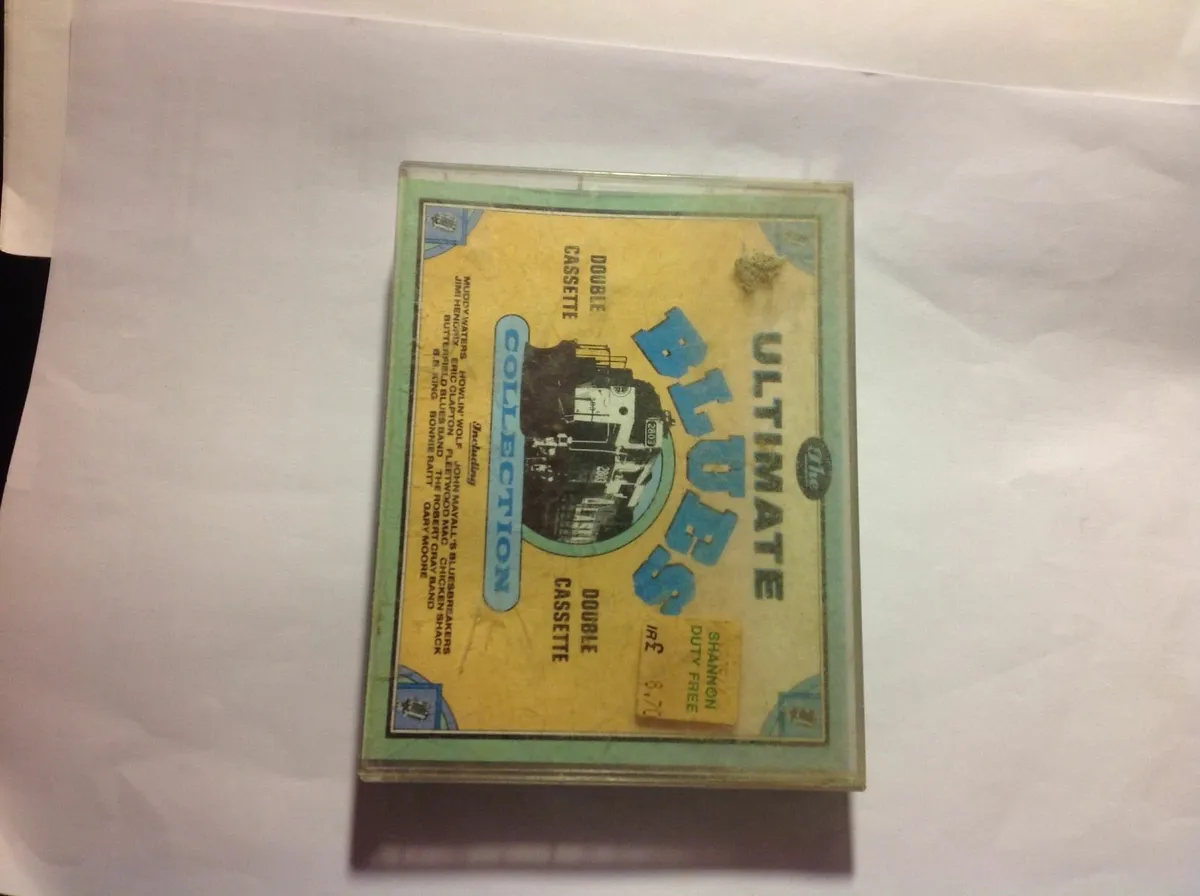 The
ULTIMATE
BLUES
SHANNON
DUTY FREE
IR£
DOUBLE
CASSETTE
2803
DOUBLE
CASSETTE
COLLECTION
Including
MUDDY WATERS HOWLIN' WOLF JOHN MAYALL'S BLUESBREAKERS
JIMI HENDRIX ERIC CLAPTON FLEETWOOD MAC CHICKEN SHACK
BUTTERFIELD BLUES BAND THE ROBERT CRAY BAND
B.B. KING BONNIE RAITT GARY MOORE